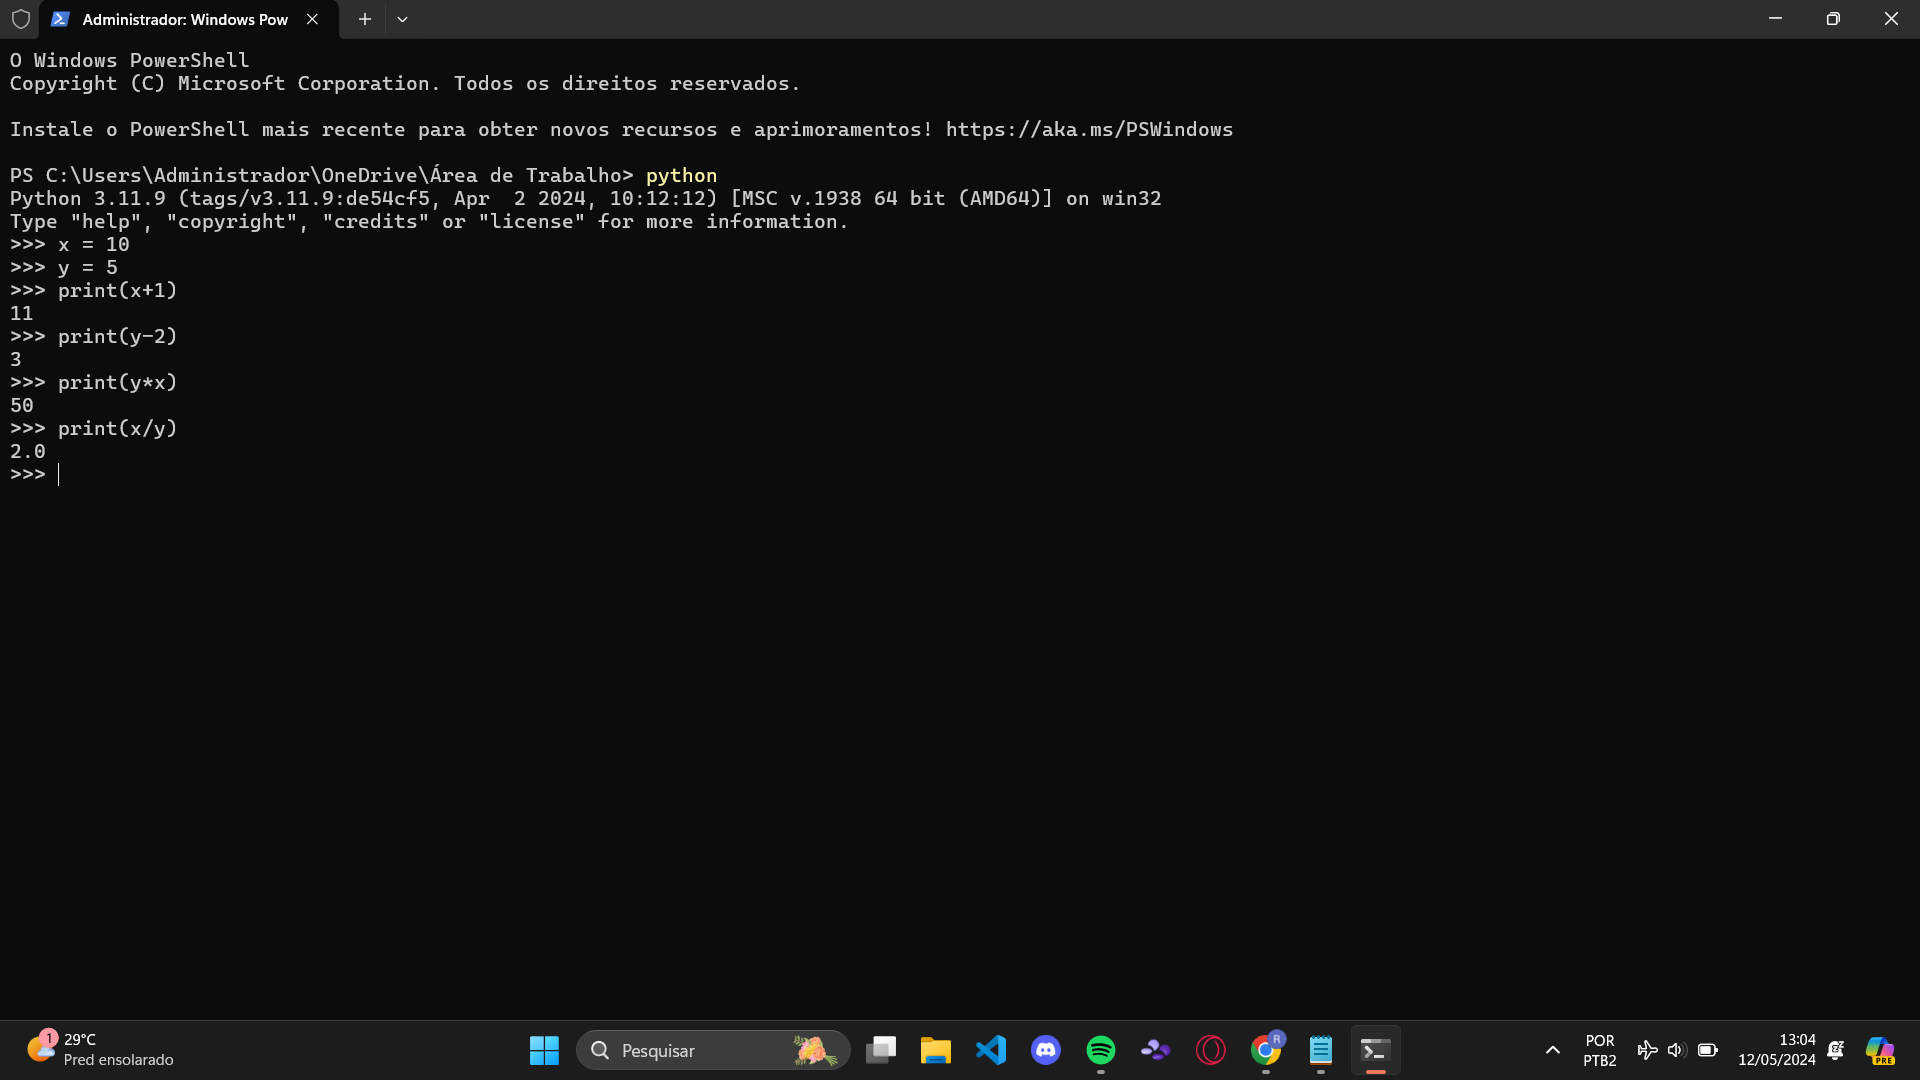 Administrador: Windows Pow
O Windows PowerShell
Copyright (C) Microsoft Corporation. Todos os direitos reservados.
Instale o PowerShell mais recente para obter novos recursos e aprimoramentos! https://aka.ms/PSWindows
PS C:\Users\Administrador\OneDrive\Área de Trabalho> python
Python 3.11.9 (tags/v3.11.9:de54cf5, Apr  2 2024, 10:12:12) [MSC v.1938 64 bit (AMD64)] on win32
Type "help", "copyright", "credits" or "license" for more information.
>>> x = 10
>>> y = 5
>>> print(x+1)
11
>>> print(y-2)
3
>>> print(y*x)
50
>>> print(x/y)
2.0
>>>
1
29°C
Pred ensolarado
Pesquisar
R
POR
PTB2
13:04
12/05/2024
PRE